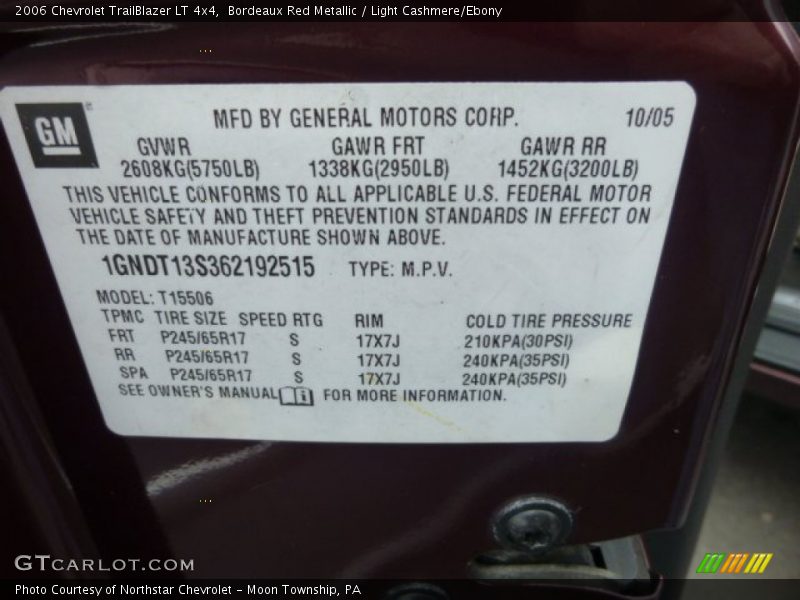 2006 Chevrolet TrailBlazer LT 4x4, Bordeaux Red Metallic / Light Cashmere/Ebony
GM
MFD BY GENERAL MOTORS CORP. 10/05
GVWR GAWR FRT GAWR RR
2608KG(5750LB) 1338KG(2950LB) 1452KG(3200LB)
THIS VEHICLE CONFORMS TO ALL APPLICABLE U.S. FEDERAL MOTOR
VEHICLE SAFETY AND THEFT PREVENTION STANDARDS IN EFFECT ON
THE DATE OF MANUFACTURE SHOWN ABOVE.
1GNDT13S362192515 TYPE: M.P.V.
MODEL: T15506
TPMC TIRE SIZE SPEED RTG RIM COLD TIRE PRESSURE
FRT P245/65R17 S 17X7J 210KPA(30PSI)
RR P245/65R17 S 17X7J 240KPA(35PSI)
SPA P245/65R17 S 17X7J 240KPA(35PSI)
SEE OWNER'S MANUAL i FOR MORE INFORMATION.
GTCARLOT.COM
Photo Courtesy of Northstar Chevrolet - Moon Township, PA